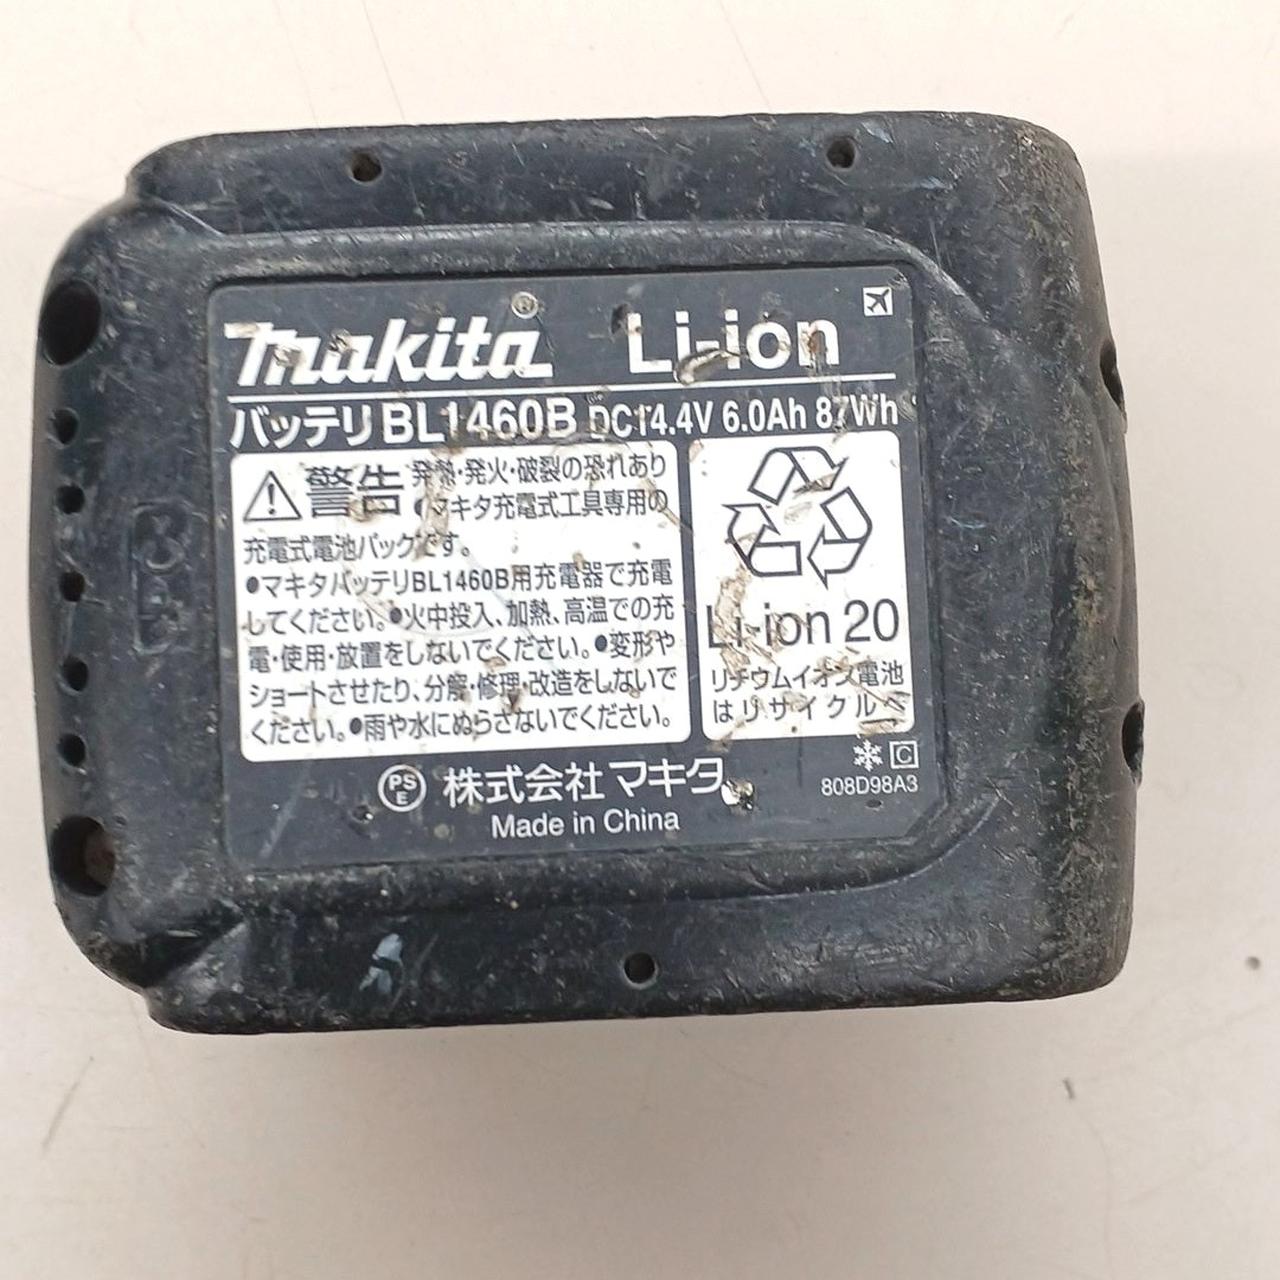 makita® Li-ion
バッテリBL1460B DC14.4V 6.0Ah 87Wh
警告 発熱・発火・破裂の恐れあり
●マキタ充電式工具専用の
充電式電池パックです。
●マキタバッテリBL1460B用充電器で充電
してください。●火中投入、加熱、高温での充
電・使用・放置をしないでください。●変形や
ショートさせたり、分解・修理・改造をしないで
ください。●雨や水にぬらさないでください。
Li-ion 20
リチウムイオン電池
はリサイクルへ
PS
E
株式会社マキタ
C
808D98A3
Made in China